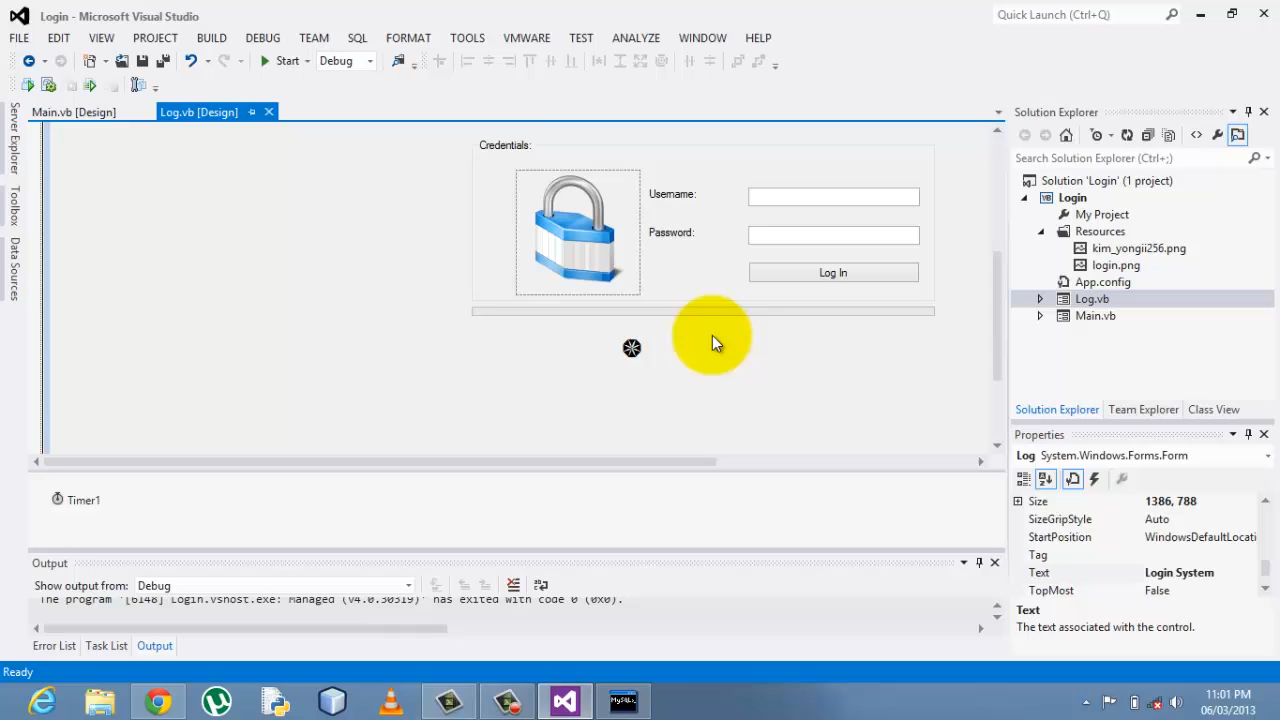 Login - Microsoft Visual Studio
Quick Launch (Ctrl+Q)
FILE EDIT VIEW PROJECT BUILD DEBUG TEAM SQL FORMAT TOOLS VMWARE TEST ANALYZE WINDOW HELP
Start Debug
Main.vb [Design] Log.vb [Design]
Server Explorer
Toolbox
Data Sources
Credentials:
Username:
Password:
Log In
Timer1
Output
Show output from: Debug
The program '[6148] Login.vshost.exe: Managed (v4.0.30319)' has exited with code 0 (0x0).
Error List Task List Output
Solution Explorer
Search Solution Explorer (Ctrl+;)
Solution 'Login' (1 project)
VB Login
My Project
Resources
kim_yongii256.png
login.png
App.config
Log.vb
Main.vb
Solution Explorer Team Explorer Class View
Properties
Log System.Windows.Forms.Form
Size 1386, 788
SizeGripStyle Auto
StartPosition WindowsDefaultLocati
Tag
Text Login System
TopMost False
Text
The text associated with the control.
Ready
MySQL
11:01 PM
06/03/2013